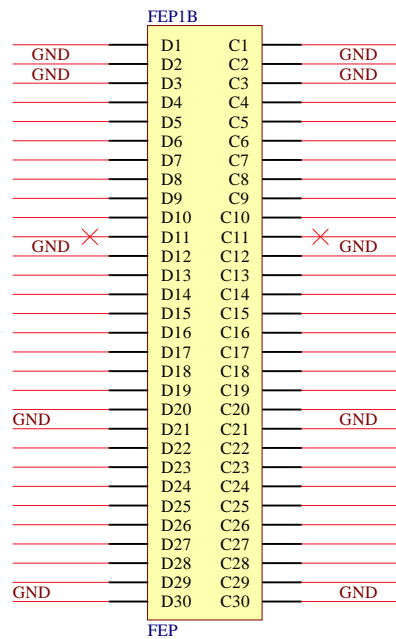 FEP1B
D1 C1
GND D2 C2 GND
GND D3 C3 GND
D4 C4
D5 C5
D6 C6
D7 C7
D8 C8
D9 C9
D10 C10
D11 C11
GND D12 C12 GND
D13 C13
D14 C14
D15 C15
D16 C16
D17 C17
D18 C18
D19 C19
D20 C20
GND D21 C21 GND
D22 C22
D23 C23
D24 C24
D25 C25
D26 C26
D27 C27
D28 C28
D29 C29
GND D30 C30 GND
FEP